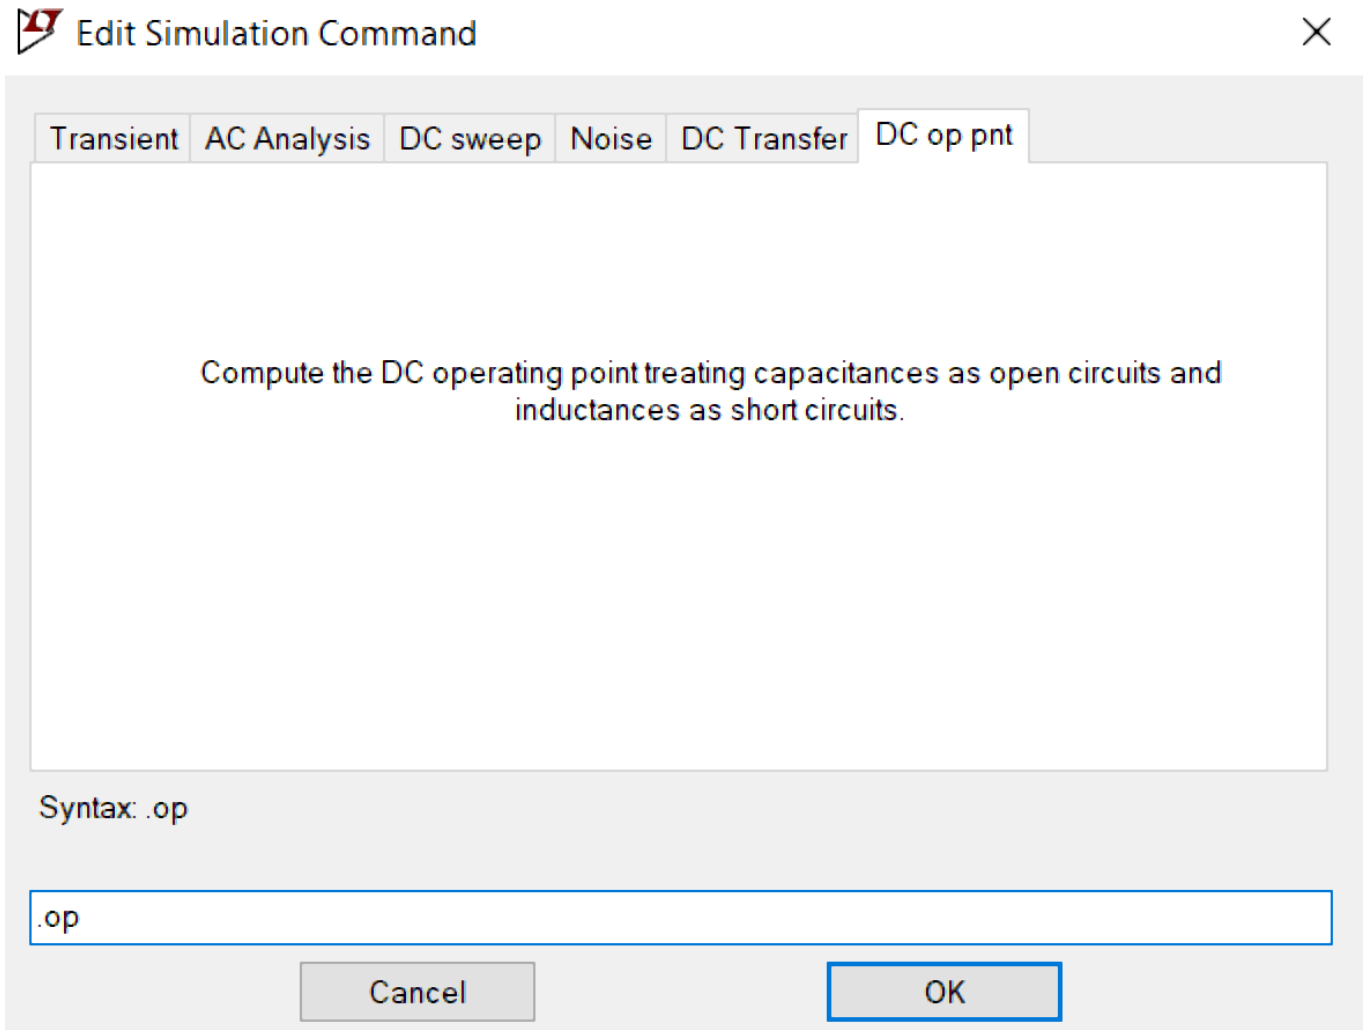 Edit Simulation Command
Transient AC Analysis DC sweep Noise DC Transfer DC op pnt
Compute the DC operating point treating capacitances as open circuits and
inductances as short circuits.
Syntax: .op
.op
Cancel OK